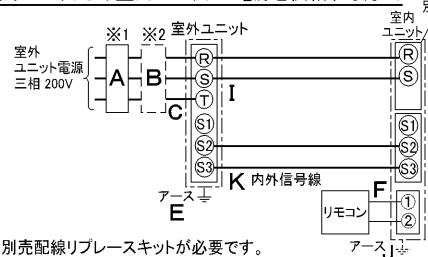 ※1 ※2 室外ユニット
室内
ユニット
室外
ユニット電源
三相 200V
A
B
C
R
S
T
S1
S2
S3
I
R
S
S1
S2
S3
K 内外信号線
F
アース
E
リモコン
①
②
アース
別売配線リプレースキットが必要です。